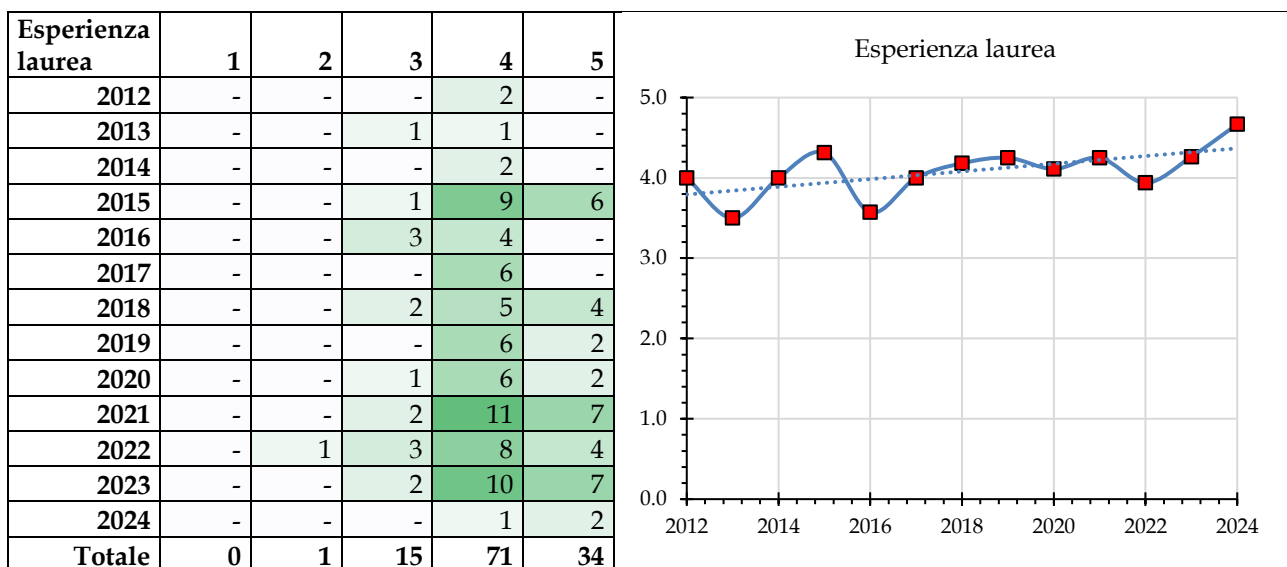 Esperienza
laurea 1 2 3 4 5
2012 - - - 2 -
2013 - - 1 1 -
2014 - - - 2 -
2015 - - 1 9 6
2016 - - 3 4 -
2017 - - - 6 -
2018 - - 2 5 4
2019 - - - 6 2
2020 - - 1 6 2
2021 - - 2 11 7
2022 - 1 3 8 4
2023 - - 2 10 7
2024 - - - 1 2
Totale 0 1 15 71 34
Esperienza laurea
5.0
4.0
3.0
2.0
1.0
0.0
2012 2014 2016 2018 2020 2022 2024